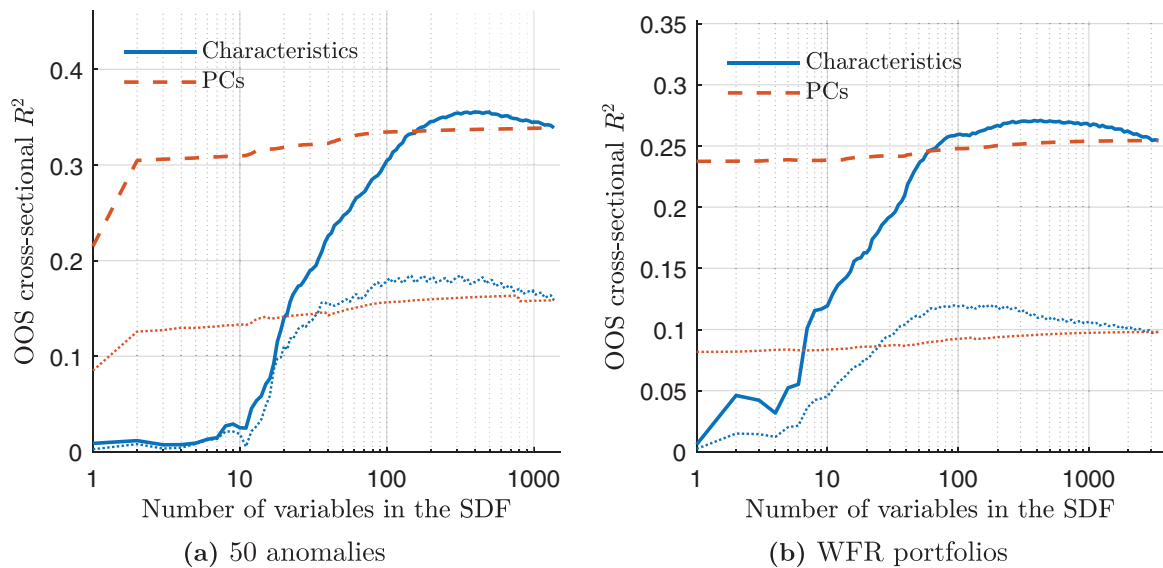 0.4
0.3
0.2
0.1
0
OOS cross-sectional R²
Characteristics
PCs
1
10
100
1000
Number of variables in the SDF
(a) 50 anomalies
0.35
0.3
0.25
0.2
0.15
0.1
0.05
0
OOS cross-sectional R²
Characteristics
PCs
1
10
100
1000
Number of variables in the SDF
(b) WFR portfolios